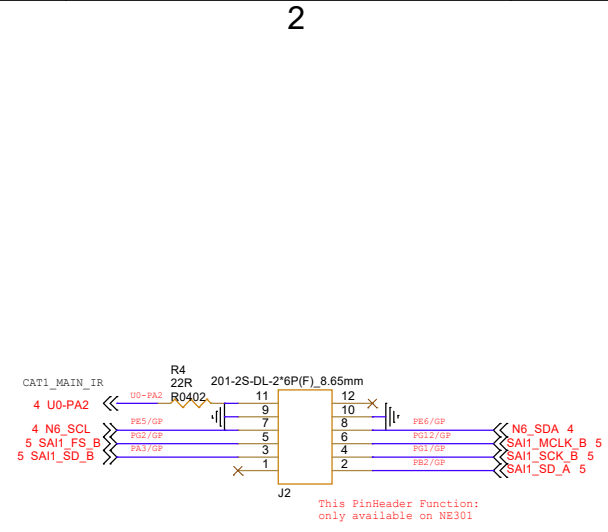 2
R4
22R
R0402
201-2S-DL-2*6P(F)_8.65mm
CAT1_MAIN_IR
4 U0-PA2
U0-PA2
11
12
9
10
4 N6_SCL
PE5/GP
7
8
PE6/GP
N6_SDA 4
5 SAI1_FS_B
PG2/GP
5
6
PG12/GP
SAI1_MCLK_B 5
5 SAI1_SD_B
PA3/GP
3
4
PG1/GP
SAI1_SCK_B 5
1
2
PB2/GP
SAI1_SD_A 5
J2
This PinHeader Function:
only available on NE301